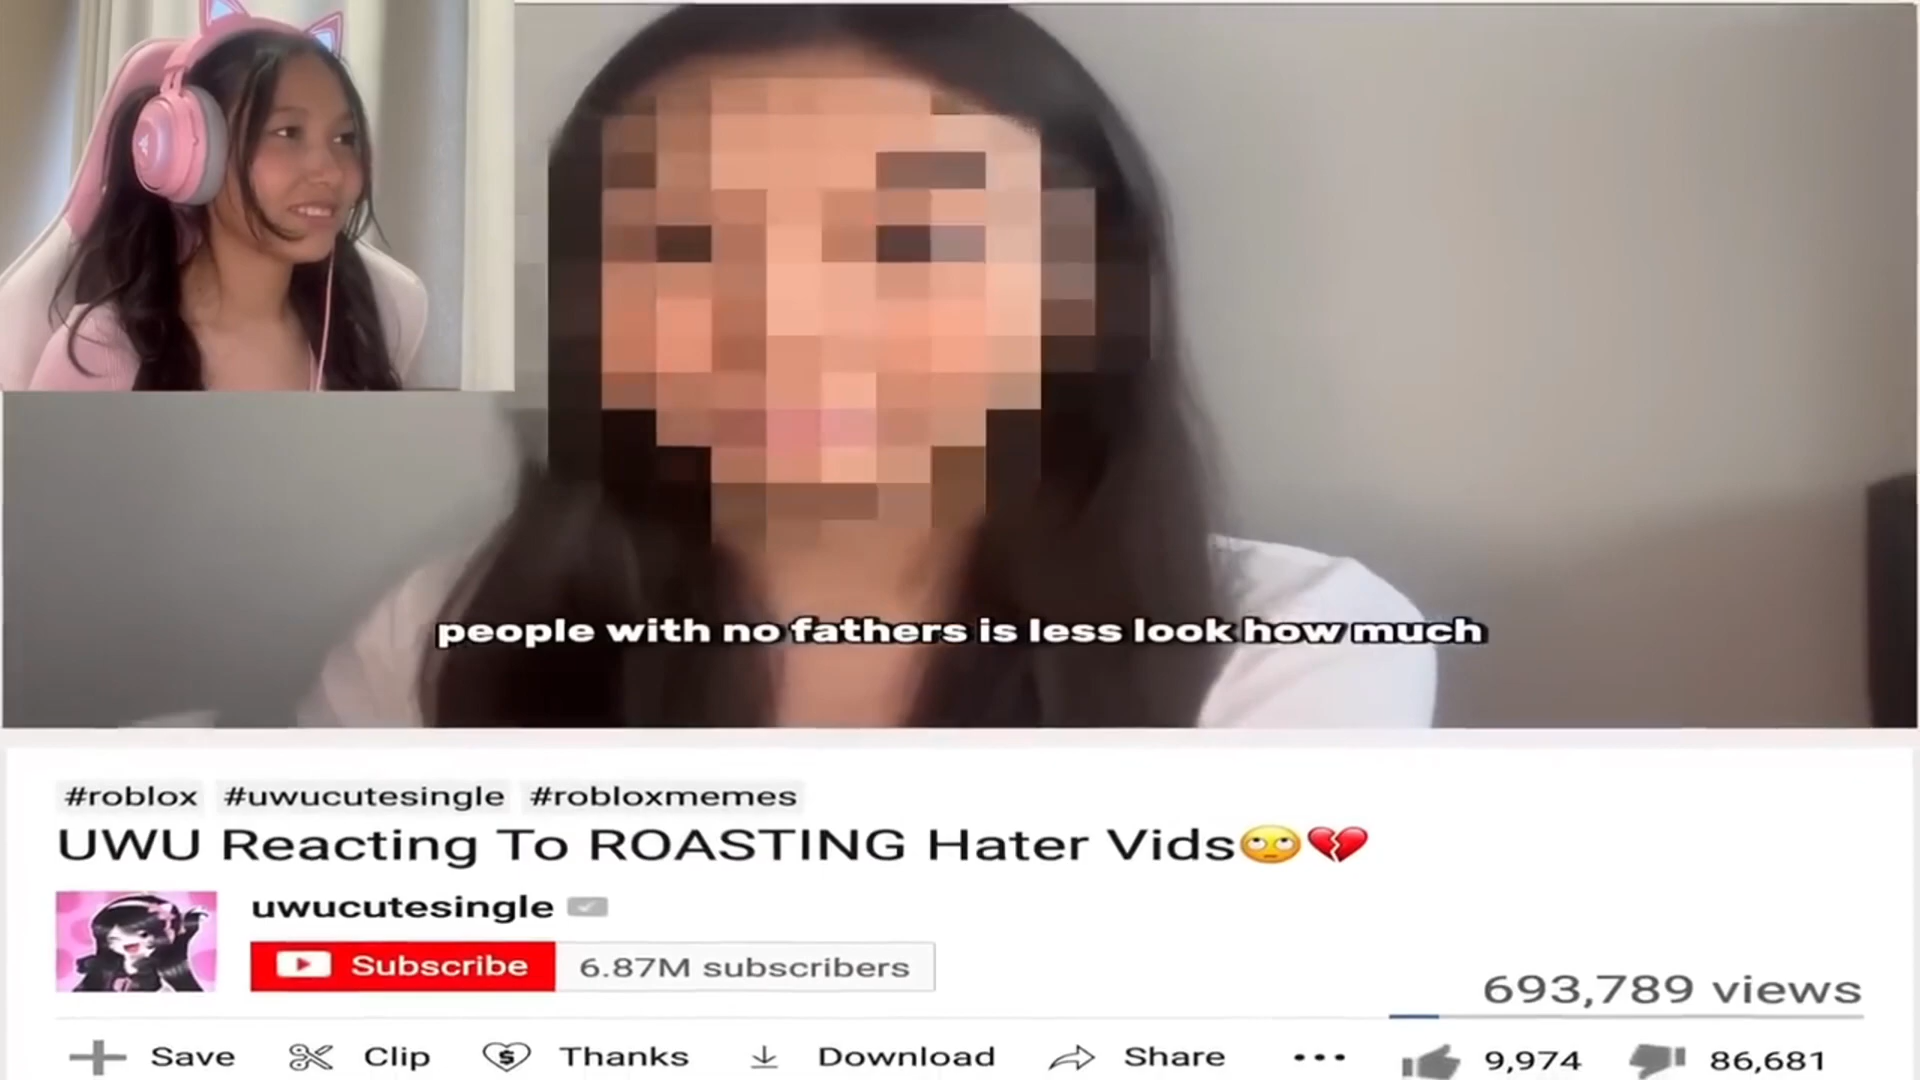 people with no fathers is less look how much
#roblox #uwucutesingle #robloxmemes
UWU Reacting To ROASTING Hater Vids🙄💔
uwucutesingle
Subscribe 6.87M subscribers
693,789 views
Save Clip Thanks Download Share 9,974 86,681